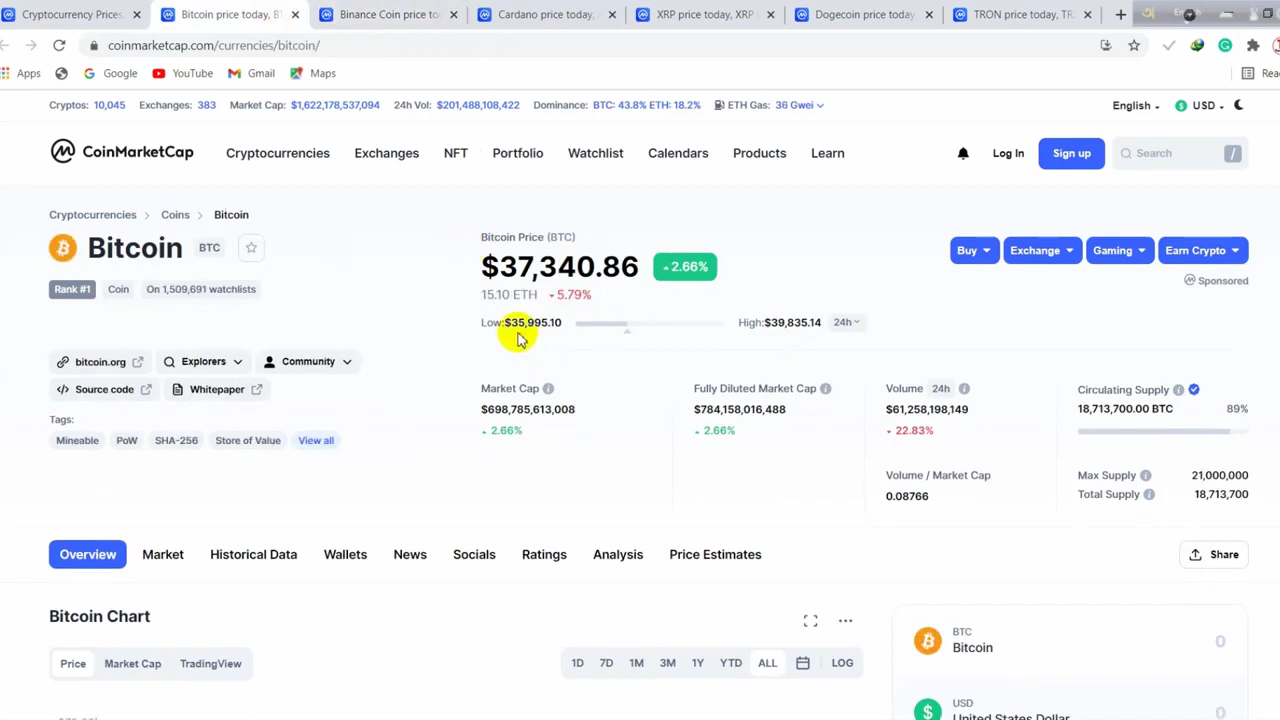 Cryptocurrency Prices,
Bitcoin price today, B
Binance Coin price to
Cardano price today,
XRP price today, XRP
Dogecoin price today
TRON price today, TR
coinmarketcap.com/currencies/bitcoin/
Apps
Google
YouTube
Gmail
Maps
Cryptos: 10,045 Exchanges: 383 Market Cap: $1,622,178,537,094 24h Vol: $201,488,108,422 Dominance: BTC: 43.8% ETH: 18.2% ETH Gas: 36 Gwei
English USD
CoinMarketCap
Cryptocurrencies Exchanges NFT Portfolio Watchlist Calendars Products Learn
Log In
Sign up
Search /
Cryptocurrencies > Coins > Bitcoin
Bitcoin BTC
Rank #1 Coin On 1,509,691 watchlists
bitcoin.org Explorers Community
Source code Whitepaper
Tags:
Mineable PoW SHA-256 Store of Value View all
Bitcoin Price (BTC)
$37,340.86 2.66%
15.10 ETH 5.79%
Low:$35,995.10 High:$39,835.14 24h
Buy Exchange Gaming Earn Crypto
Sponsored
Market Cap
$698,785,613,008
2.66%
Fully Diluted Market Cap
$784,158,016,488
2.66%
Volume 24h
$61,258,198,149
22.83%
Volume / Market Cap
0.08766
Circulating Supply
18,713,700.00 BTC 89%
Max Supply 21,000,000
Total Supply 18,713,700
Overview Market Historical Data Wallets News Socials Ratings Analysis Price Estimates
Share
Bitcoin Chart
Price Market Cap TradingView
1D 7D 1M 3M 1Y YTD ALL LOG
BTC
Bitcoin 0
USD
United States Dollar 0